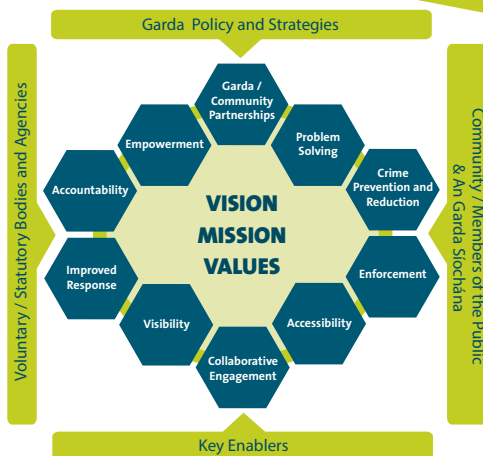 Garda Policy and Strategies
Voluntary / Statutory Bodies and Agencies
Community / Members of the Public
& An Garda Síochána
Garda /
Community
Partnerships
Problem
Solving
Crime
Prevention and
Reduction
Enforcement
Accessibility
Collaborative
Engagement
Visibility
Improved
Response
Accountability
Empowerment
VISION
MISSION
VALUES
Key Enablers